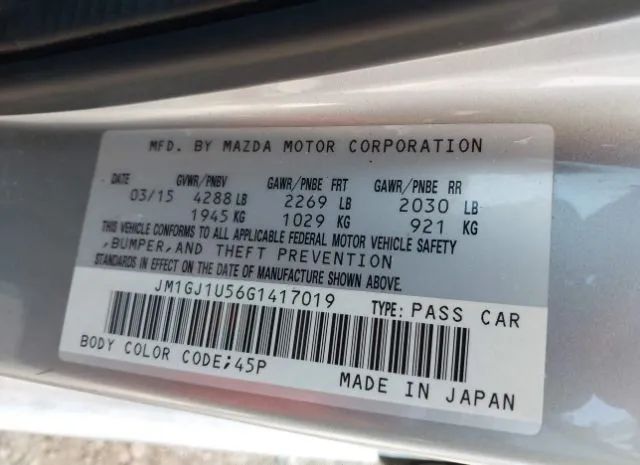 MFD. BY MAZDA MOTOR CORPORATION
DATE GVWR/PNBV GAWR/PNBE FRT GAWR/PNBE RR
03/15 4288 LB 2269 LB 2030 LB
1945 KG 1029 KG 921 KG
THIS VEHICLE CONFORMS TO ALL APPLICABLE FEDERAL MOTOR VEHICLE SAFETY
,BUMPER,AND THEFT PREVENTION
STANDARDS IN EFFECT ON THE DATE OF MANUFACTURE SHOWN ABOVE.
JM1GJ1U56G1417019 TYPE: PASS CAR
BODY COLOR CODE;45P
MADE IN JAPAN